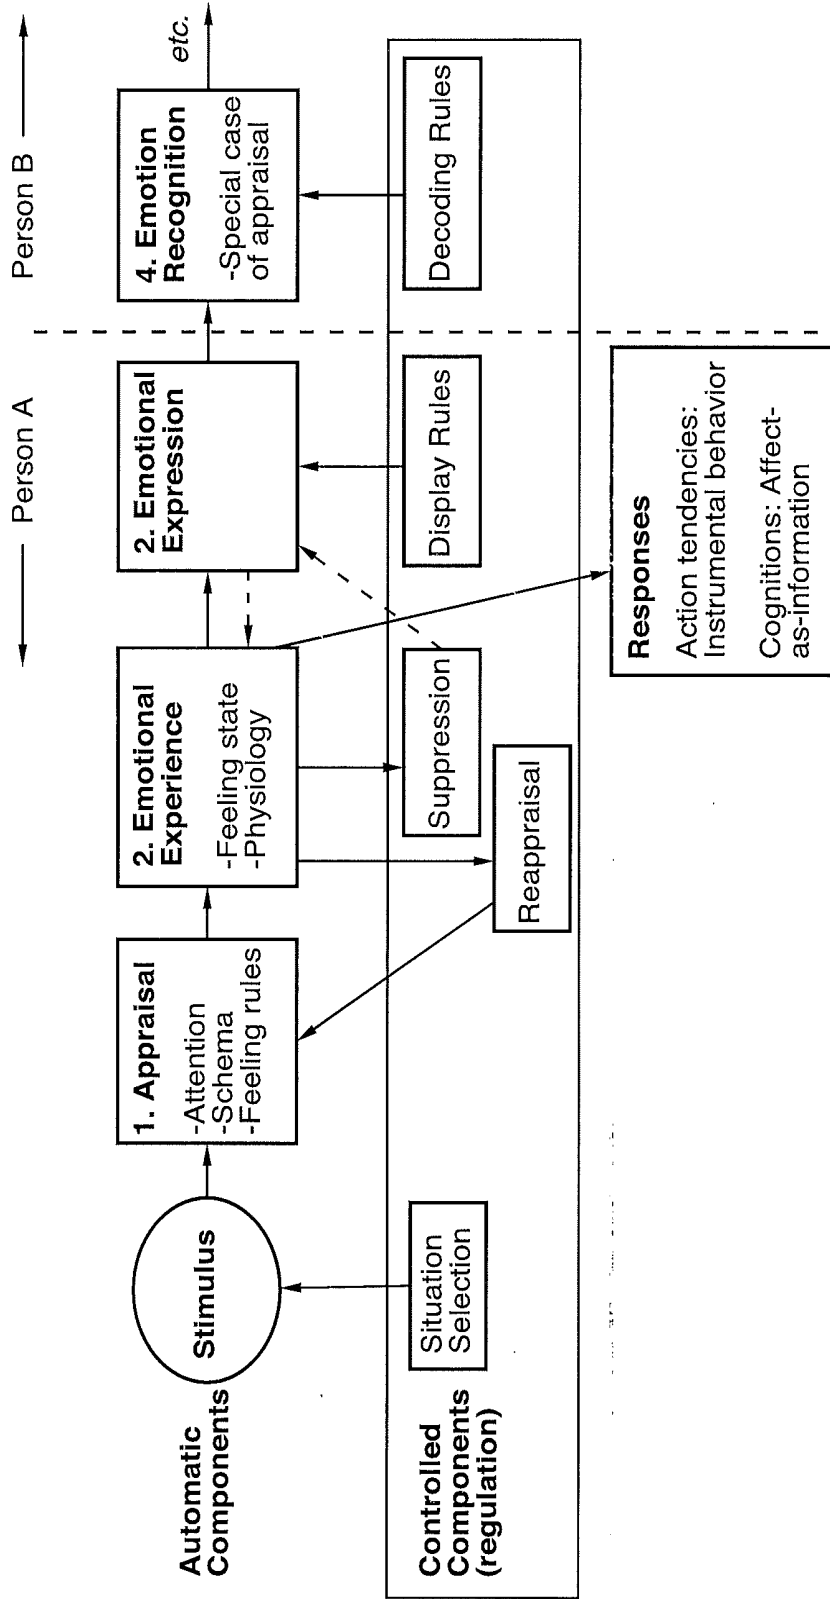 Person A
Person B
Automatic
Components
Stimulus
1. Appraisal
-Attention
-Schema
-Feeling rules
2. Emotional
Experience
-Feeling state
-Physiology
2. Emotional
Expression
4. Emotion
Recognition
-Special case
of appraisal
etc.
Controlled
Components
(regulation)
Situation
Selection
Reappraisal
Suppression
Display Rules
Decoding Rules
Responses
Action tendencies:
Instrumental behavior
Cognitions: Affect-
as-information